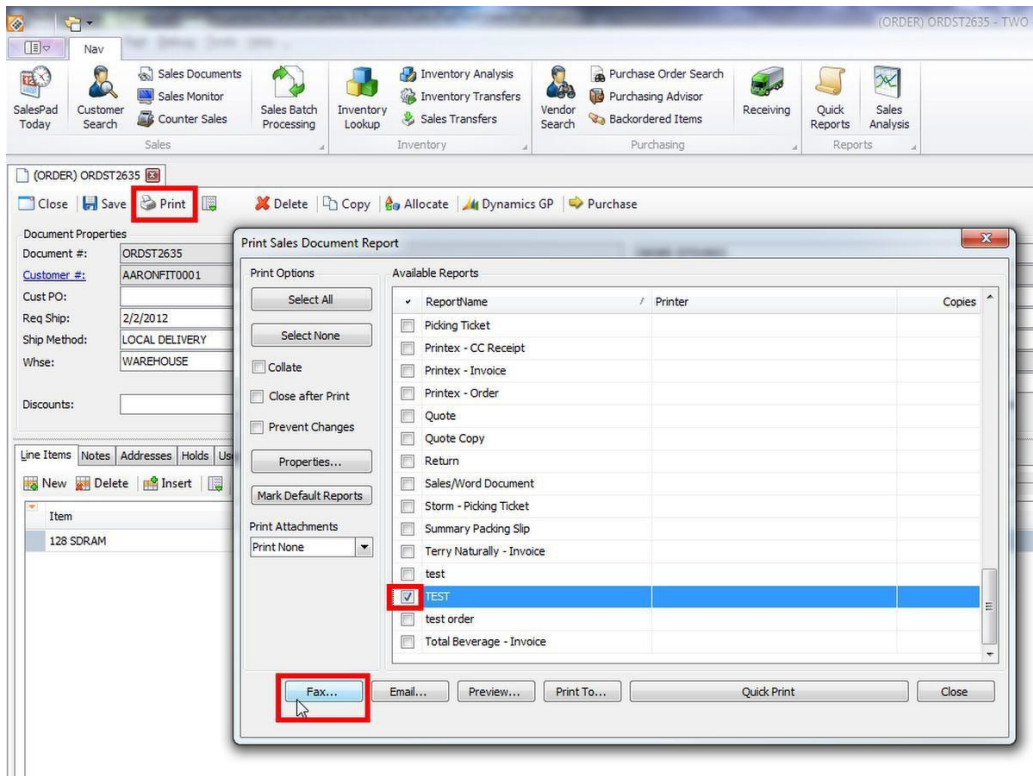 (ORDER) ORDST2635 - TWO
Nav
SalesPad Today
Customer Search
Sales Documents
Sales Monitor
Counter Sales
Sales Batch Processing
Inventory Lookup
Inventory Analysis
Inventory Transfers
Sales Transfers
Vendor Search
Purchase Order Search
Purchasing Advisor
Backordered Items
Receiving
Quick Reports
Sales Analysis
Sales
Inventory
Purchasing
Reports
(ORDER) ORDST2635
Close Save Print Delete Copy Allocate Dynamics GP Purchase
Document Properties
Document #: ORDST2635
Customer #: AARONFIT0001
Cust PO:
Req Ship: 2/2/2012
Ship Method: LOCAL DELIVERY
Whse: WAREHOUSE
Discounts:
Line Items Notes Addresses Holds
New Delete Insert
Item
128 SDRAM
Print Sales Document Report
Print Options
Select All
Select None
Collate
Close after Print
Prevent Changes
Properties...
Mark Default Reports
Print Attachments
Print None
Available Reports
ReportName / Printer Copies
Picking Ticket
Printex - CC Receipt
Printex - Invoice
Printex - Order
Quote
Quote Copy
Return
Sales/Word Document
Storm - Picking Ticket
Summary Packing Slip
Terry Naturally - Invoice
test
TEST
test order
Total Beverage - Invoice
Fax... Email... Preview... Print To... Quick Print Close